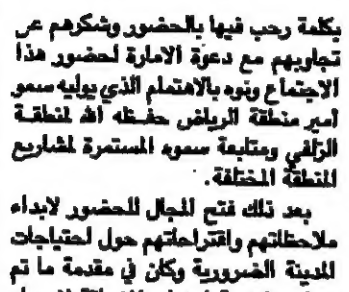 بكلمة رحب فيها بالحضور وشكرهم على
تجاوبهم مع دعوة الامارة لحضور هذا
الاجتماع ونوه بالاهتمام الذي يوليه سمو
أمير منطقة الرياض حفظه الله لمنطقة
الزلفي ومتابعة سموه المستمرة لمشاريع
المنطقة المختلفة.
بعد ذلك فتح المجال للحضور لابداء
ملاحظاتهم واقتراحاتهم حول احتياجات
المدينة الضرورية وكان في مقدمة ما تم